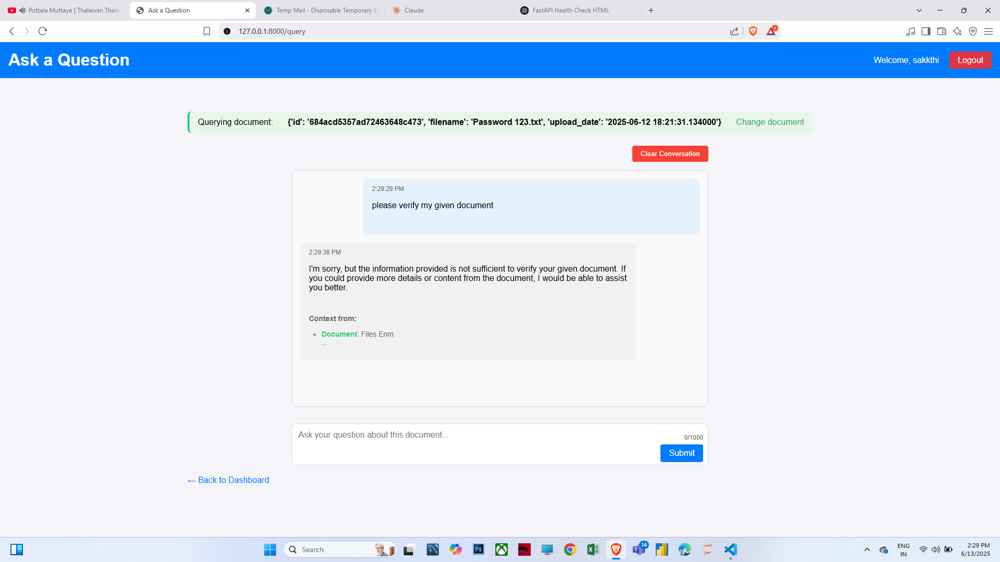 Pottala Muttaye | Thalaivan Thala
Ask a Question
Temp Mail - Disposable Temporary E
Claude
FastAPI Health Check HTML
127.0.0.1:8000/query
1
Ask a Question
Welcome, sakkthi
Logout
Querying document: {'id': '684acd5357ad72463648c473', 'filename': 'Password 123.txt', 'upload_date': '2025-06-12 18:21:31.134000'} Change document
Clear Conversation
2:29:29 PM
please verify my given document
2:29:38 PM
I'm sorry, but the information provided is not sufficient to verify your given document. If
you could provide more details or content from the document, I would be able to assist
you better.
Context from:
• Document: Files Enm
...
Ask your question about this document...
0/1000
Submit
← Back to Dashboard
Search
Ps
14
ENG
IN
2:29 PM
6/13/2025